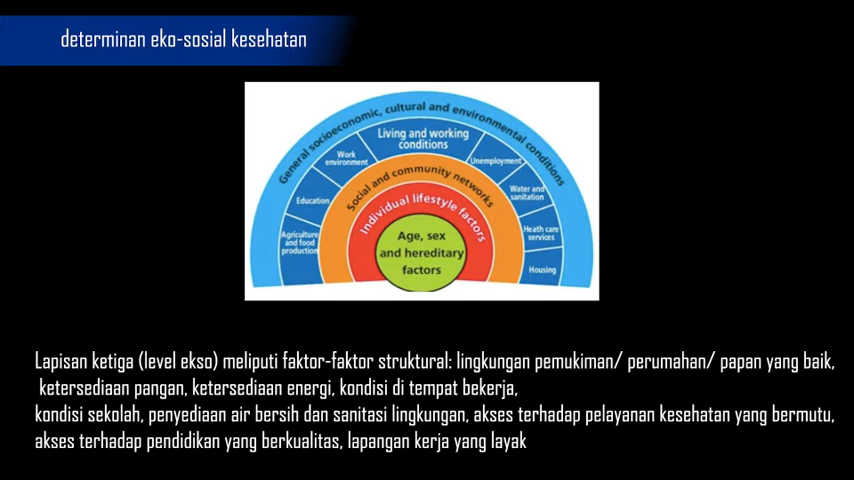 determinan eko-sosial kesehatan
General socioeconomic, cultural and environmental conditions
Living and working
conditions
Work
environment
Unemployment
Education
Water and
sanitation
Agriculture
and food
production
Heath care
services
Housing
Social and community networks
Individual lifestyle factors
Age, sex
and hereditary
factors
Lapisan ketiga (level ekso) meliputi faktor-faktor struktural: lingkungan pemukiman/ perumahan/ papan yang baik,
ketersediaan pangan, ketersediaan energi, kondisi di tempat bekerja,
kondisi sekolah, penyediaan air bersih dan sanitasi lingkungan, akses terhadap pelayanan kesehatan yang bermutu,
akses terhadap pendidikan yang berkualitas, lapangan kerja yang layak